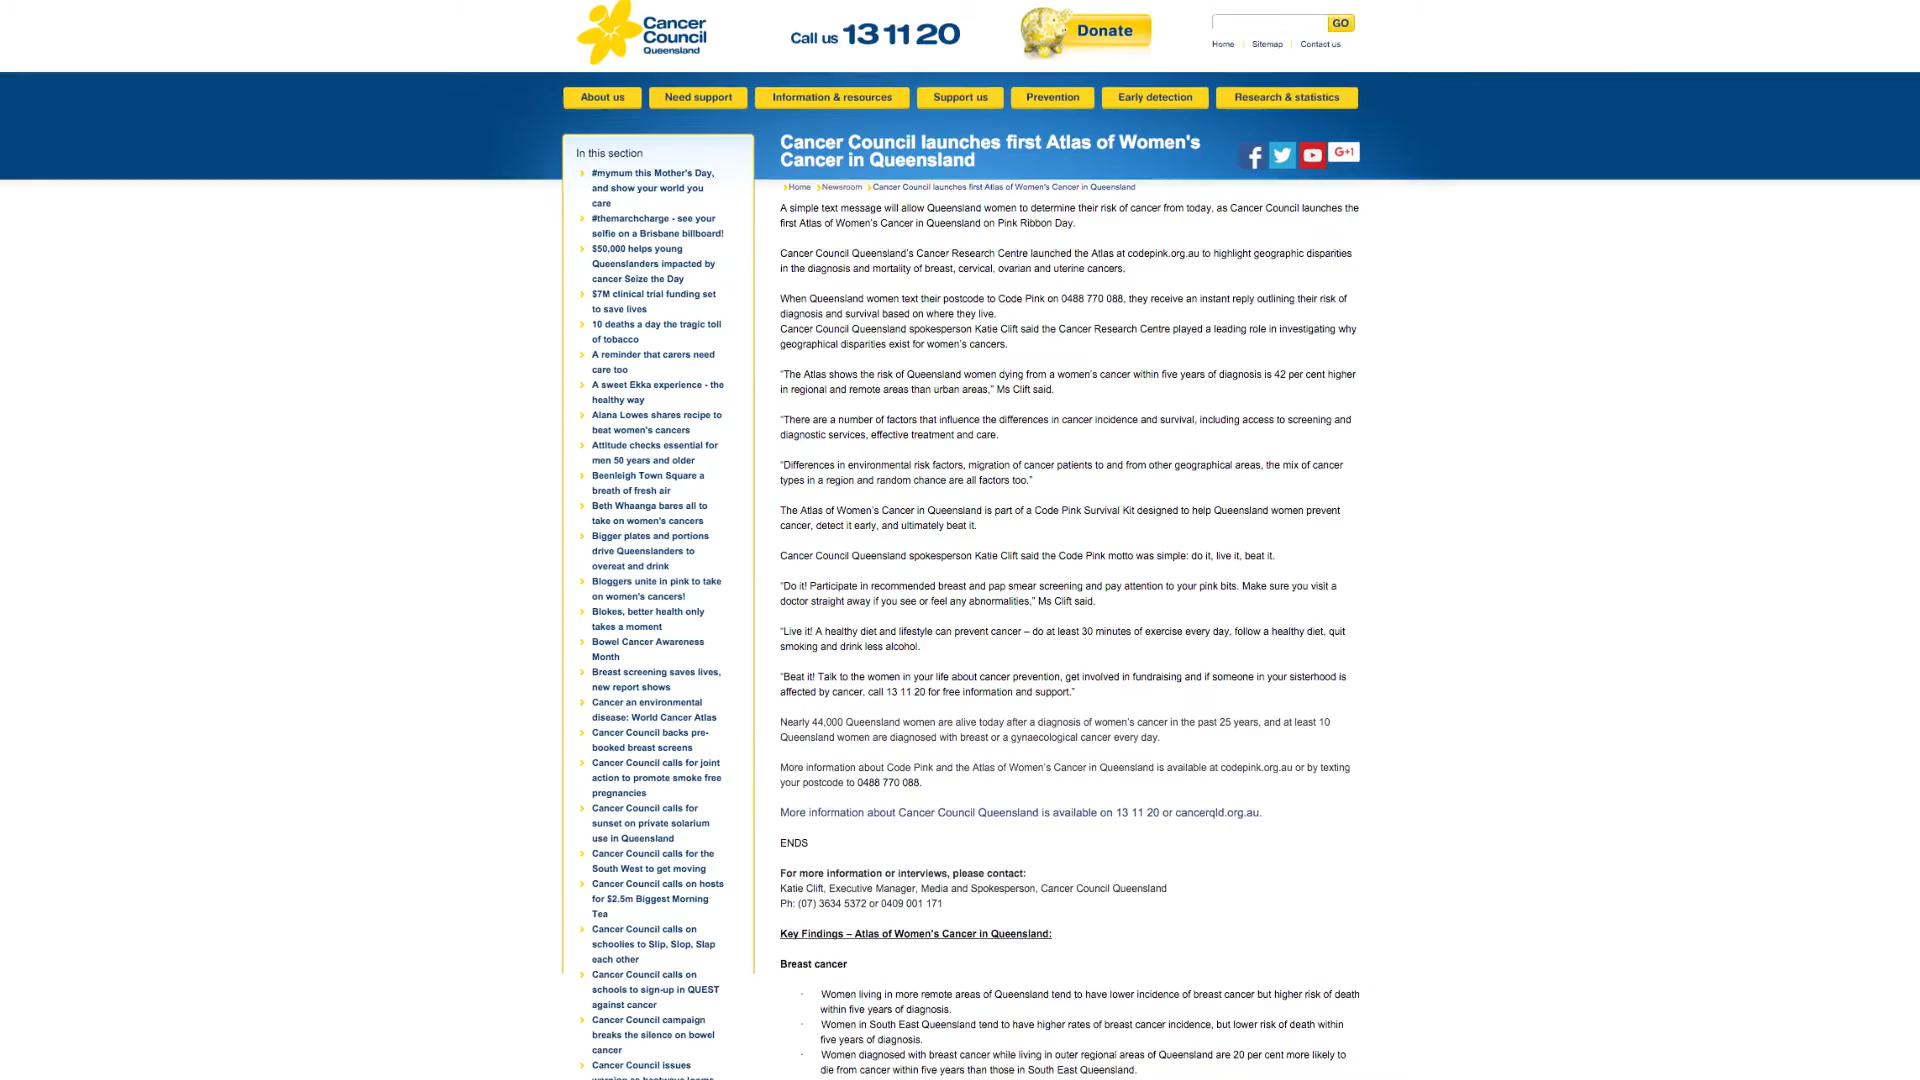 Cancer
Council
Queensland
Call us 13 11 20
Donate
GO
Home
Sitemap
Contact us
About us
Need support
Information & resources
Support us
Prevention
Early detection
Research & statistics
In this section
#mymum this Mother's Day,
and show your world you
care
#themarchcharge - see your
selfie on a Brisbane billboard!
$50,000 helps young
Queenslanders impacted by
cancer Seize the Day
$7M clinical trial funding set
to save lives
10 deaths a day the tragic toll
of tobacco
A reminder that carers need
care too
A sweet Ekka experience - the
healthy way
Alana Lowes shares recipe to
beat women's cancers
Attitude checks essential for
men 50 years and older
Beenleigh Town Square a
breath of fresh air
Beth Whaanga bares all to
take on women's cancers
Bigger plates and portions
drive Queenslanders to
overeat and drink
Bloggers unite in pink to take
on women's cancers!
Blokes, better health only
takes a moment
Bowel Cancer Awareness
Month
Breast screening saves lives,
new report shows
Cancer an environmental
disease: World Cancer Atlas
Cancer Council backs pre-
booked breast screens
Cancer Council calls for joint
action to promote smoke free
pregnancies
Cancer Council calls for
sunset on private solarium
use in Queensland
Cancer Council calls for the
South West to get moving
Cancer Council calls on hosts
for $2.5m Biggest Morning
Tea
Cancer Council calls on
schoolies to Slip, Slop, Slap
each other
Cancer Council calls on
schools to sign-up in QUEST
against cancer
Cancer Council campaign
breaks the silence on bowel
cancer
Cancer Council issues
warning as heatwave looms
Cancer Council launches first Atlas of Women's
Cancer in Queensland
G+1
Home Newsroom Cancer Council launches first Atlas of Women's Cancer in Queensland
A simple text message will allow Queensland women to determine their risk of cancer from today, as Cancer Council launches the
first Atlas of Women's Cancer in Queensland on Pink Ribbon Day.
Cancer Council Queensland's Cancer Research Centre launched the Atlas at codepink.org.au to highlight geographic disparities
in the diagnosis and mortality of breast, cervical, ovarian and uterine cancers.
When Queensland women text their postcode to Code Pink on 0488 770 088, they receive an instant reply outlining their risk of
diagnosis and survival based on where they live.
Cancer Council Queensland spokesperson Katie Clift said the Cancer Research Centre played a leading role in investigating why
geographical disparities exist for women's cancers.
"The Atlas shows the risk of Queensland women dying from a women's cancer within five years of diagnosis is 42 per cent higher
in regional and remote areas than urban areas," Ms Clift said.
"There are a number of factors that influence the differences in cancer incidence and survival, including access to screening and
diagnostic services, effective treatment and care.
"Differences in environmental risk factors, migration of cancer patients to and from other geographical areas, the mix of cancer
types in a region and random chance are all factors too."
The Atlas of Women's Cancer in Queensland is part of a Code Pink Survival Kit designed to help Queensland women prevent
cancer, detect it early, and ultimately beat it.
Cancer Council Queensland spokesperson Katie Clift said the Code Pink motto was simple: do it, live it, beat it.
"Do it! Participate in recommended breast and pap smear screening and pay attention to your pink bits. Make sure you visit a
doctor straight away if you see or feel any abnormalities," Ms Clift said.
"Live it! A healthy diet and lifestyle can prevent cancer – do at least 30 minutes of exercise every day, follow a healthy diet, quit
smoking and drink less alcohol.
"Beat it! Talk to the women in your life about cancer prevention, get involved in fundraising and if someone in your sisterhood is
affected by cancer, call 13 11 20 for free information and support."
Nearly 44,000 Queensland women are alive today after a diagnosis of women's cancer in the past 25 years, and at least 10
Queensland women are diagnosed with breast or a gynaecological cancer every day.
More information about Code Pink and the Atlas of Women's Cancer in Queensland is available at codepink.org.au or by texting
your postcode to 0488 770 088.
More information about Cancer Council Queensland is available on 13 11 20 or cancerqld.org.au.
ENDS
For more information or interviews, please contact:
Katie Clift, Executive Manager, Media and Spokesperson, Cancer Council Queensland
Ph: (07) 3634 5372 or 0409 001 171
Key Findings – Atlas of Women's Cancer in Queensland:
Breast cancer
· Women living in more remote areas of Queensland tend to have lower incidence of breast cancer but higher risk of death
within five years of diagnosis.
· Women in South East Queensland tend to have higher rates of breast cancer incidence, but lower risk of death within
five years of diagnosis.
· Women diagnosed with breast cancer while living in outer regional areas of Queensland are 20 per cent more likely to
die from cancer within five years than those in South East Queensland.